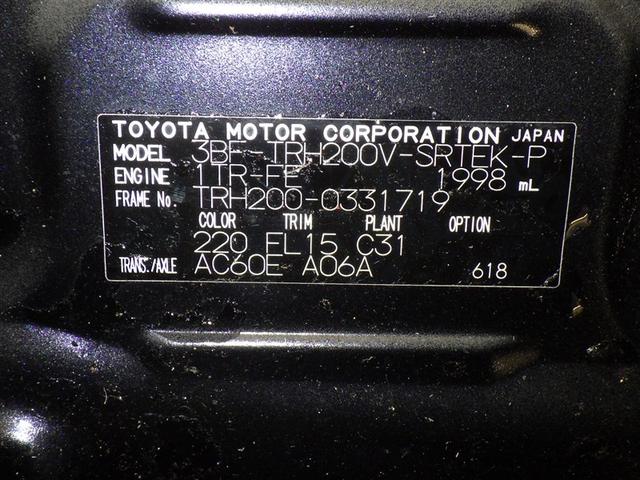 TOYOTA MOTOR CORPORATION JAPAN
MODEL 3BF-TRH200V-SRTEK-P
ENGINE 1TR-FE 1998 mL
FRAME No. TRH200-0331719
COLOR TRIM PLANT OPTION
220 FL15 C31
TRANS./AXLE AC60E A06A 618